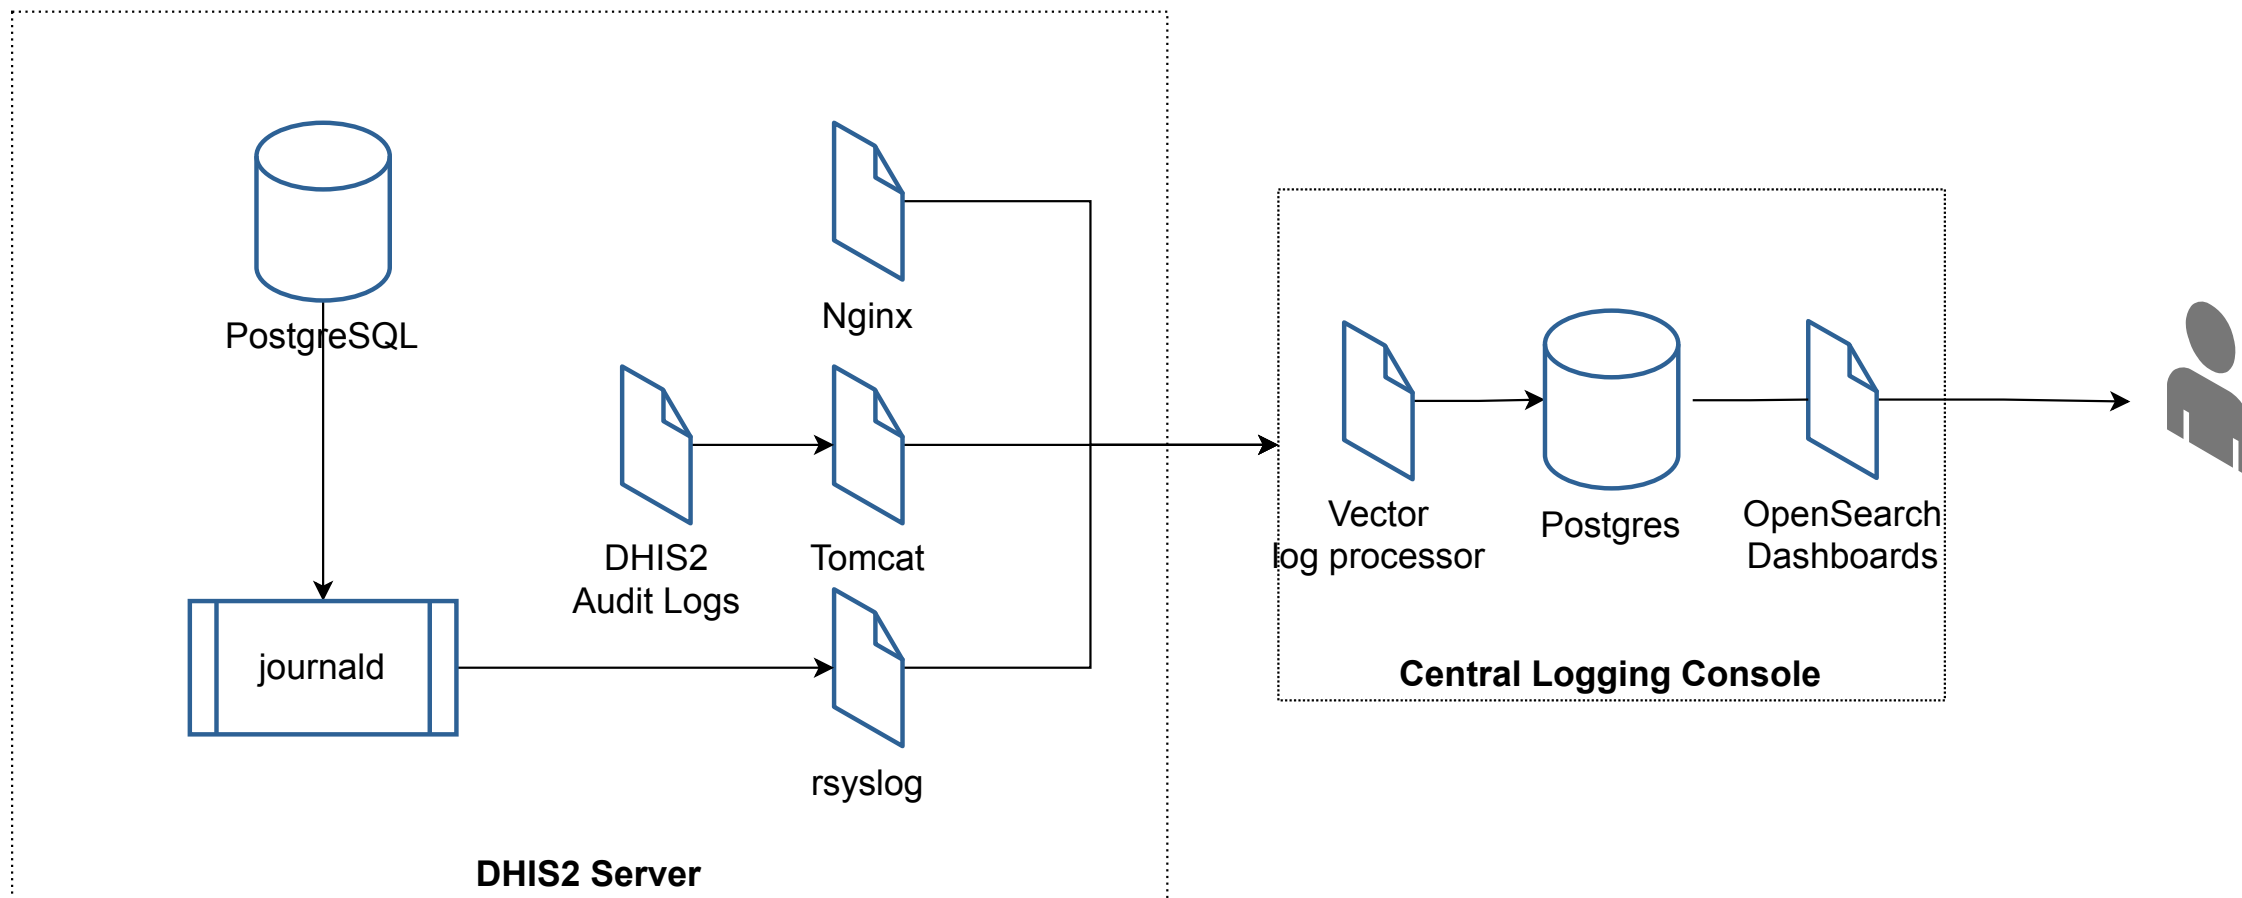 PostgreSQL
Nginx
DHIS2
Audit Logs
Tomcat
journald
rsyslog
DHIS2 Server
Vector
log processor
Postgres
OpenSearch
Dashboards
Central Logging Console